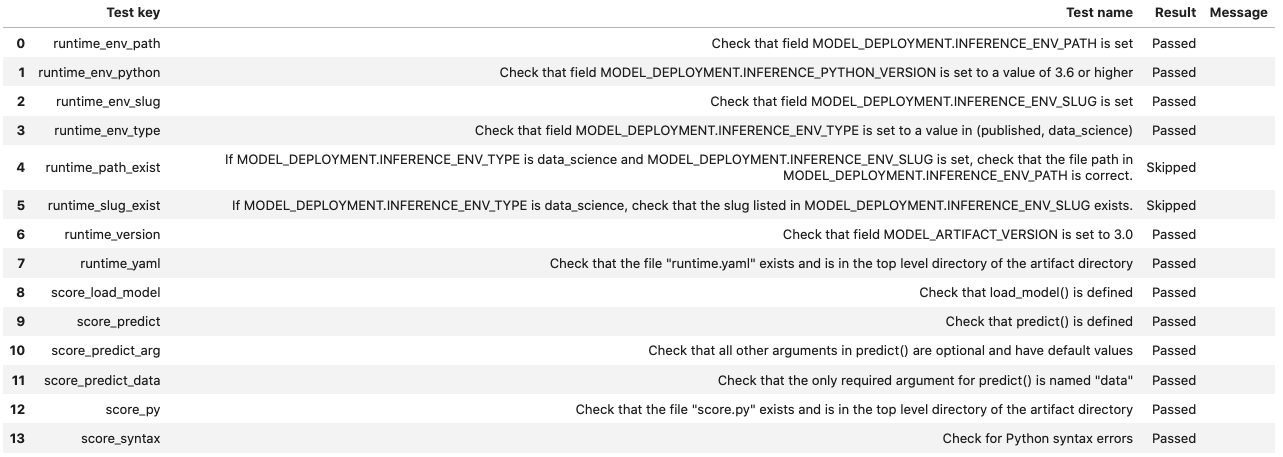 Test key Test name Result Message
0 runtime_env_path Check that field MODEL_DEPLOYMENT.INFERENCE_ENV_PATH is set Passed
1 runtime_env_python Check that field MODEL_DEPLOYMENT.INFERENCE_PYTHON_VERSION is set to a value of 3.6 or higher Passed
2 runtime_env_slug Check that field MODEL_DEPLOYMENT.INFERENCE_ENV_SLUG is set Passed
3 runtime_env_type Check that field MODEL_DEPLOYMENT.INFERENCE_ENV_TYPE is set to a value in (published, data_science) Passed
4 runtime_path_exist If MODEL_DEPLOYMENT.INFERENCE_ENV_TYPE is data_science and MODEL_DEPLOYMENT.INFERENCE_ENV_SLUG is set, check that the file path in
MODEL_DEPLOYMENT.INFERENCE_ENV_PATH is correct. Skipped
5 runtime_slug_exist If MODEL_DEPLOYMENT.INFERENCE_ENV_TYPE is data_science, check that the slug listed in MODEL_DEPLOYMENT.INFERENCE_ENV_SLUG exists. Skipped
6 runtime_version Check that field MODEL_ARTIFACT_VERSION is set to 3.0 Passed
7 runtime_yaml Check that the file "runtime.yaml" exists and is in the top level directory of the artifact directory Passed
8 score_load_model Check that load_model() is defined Passed
9 score_predict Check that predict() is defined Passed
10 score_predict_arg Check that all other arguments in predict() are optional and have default values Passed
11 score_predict_data Check that the only required argument for predict() is named "data" Passed
12 score_py Check that the file "score.py" exists and is in the top level directory of the artifact directory Passed
13 score_syntax Check for Python syntax errors Passed